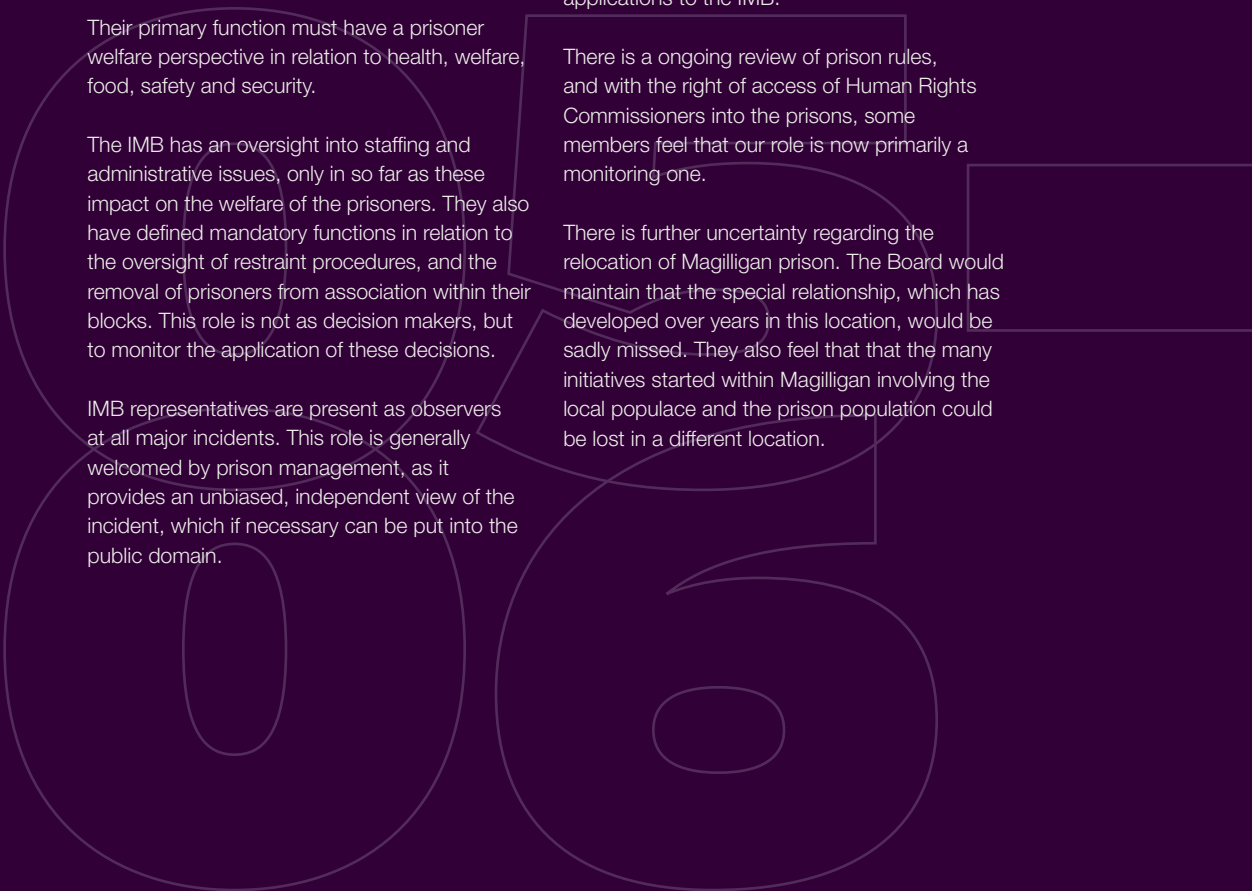 Their primary function must have a prisoner
welfare perspective in relation to health, welfare,
food, safety and security.
The IMB has an oversight into staffing and
administrative issues, only in so far as these
impact on the welfare of the prisoners. They also
have defined mandatory functions in relation to
the oversight of restraint procedures, and the
removal of prisoners from association within their
blocks. This role is not as decision makers, but
to monitor the application of these decisions.
IMB representatives are present as observers
at all major incidents. This role is generally
welcomed by prison management, as it
provides an unbiased, independent view of the
incident, which if necessary can be put into the
public domain.
applications to the IMB.
There is a ongoing review of prison rules,
and with the right of access of Human Rights
Commissioners into the prisons, some
members feel that our role is now primarily a
monitoring one.
There is further uncertainty regarding the
relocation of Magilligan prison. The Board would
maintain that the special relationship, which has
developed over years in this location, would be
sadly missed. They also feel that that the many
initiatives started within Magilligan involving the
local populace and the prison population could
be lost in a different location.
05
06